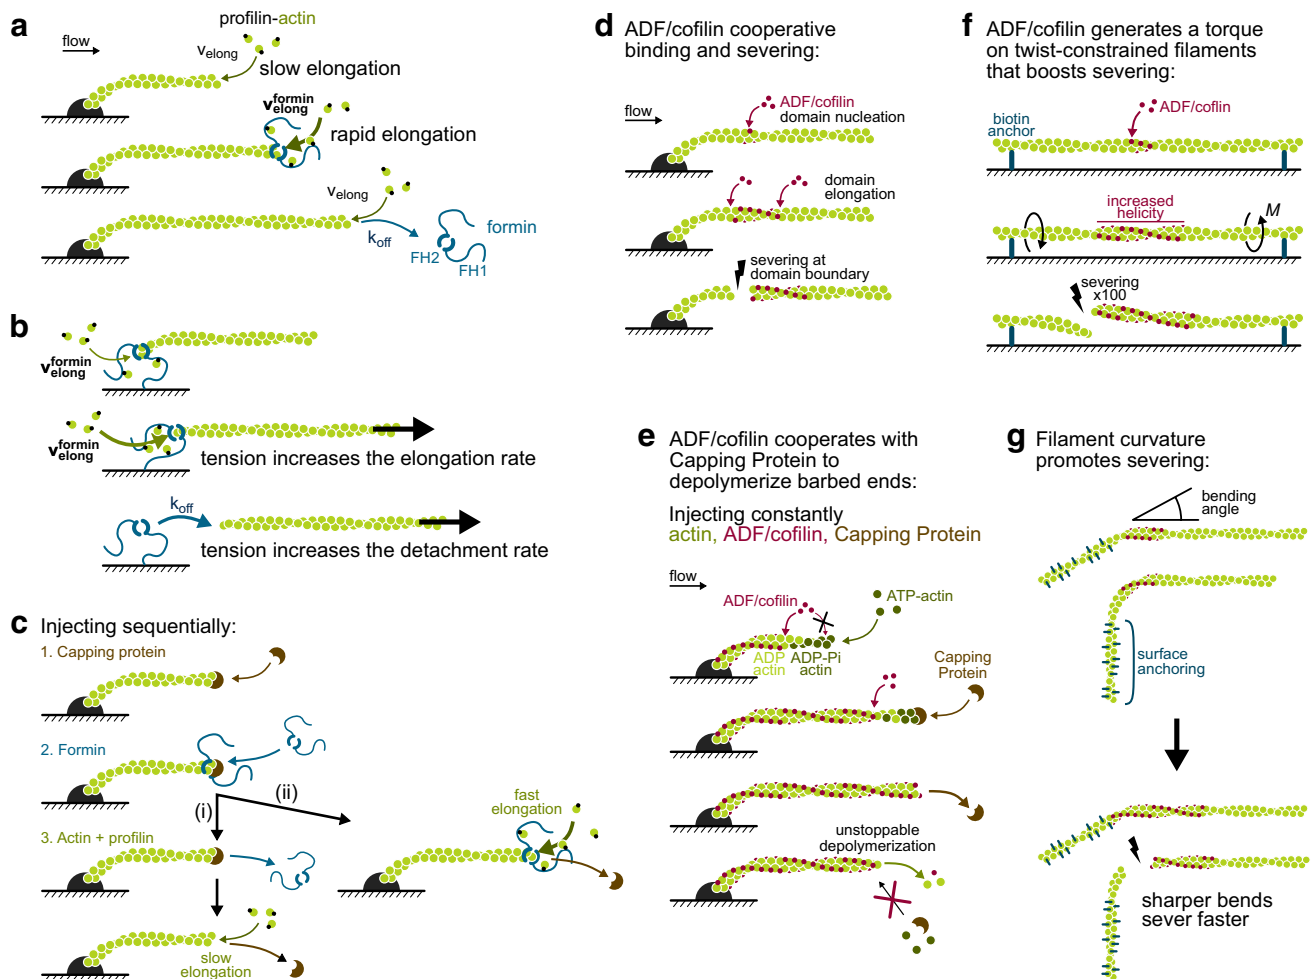 a
profilin-actin
flow
v_elong
slow elongation
v_elong^formin
rapid elongation
v_elong
k_off
formin
FH2
FH1
b
v_elong^formin
v_elong^formin
tension increases the elongation rate
k_off
tension increases the detachment rate
c Injecting sequentially:
1. Capping protein
2. Formin
(i)
(ii)
3. Actin + profilin
fast
elongation
slow
elongation
d ADF/cofilin cooperative
binding and severing:
flow
ADF/cofilin
domain nucleation
domain
elongation
severing at
domain boundary
e ADF/cofilin cooperates with
Capping Protein to
depolymerize barbed ends:
Injecting constantly
actin, ADF/cofilin, Capping Protein
flow
ADF/cofilin
ATP-actin
ADP
actin
ADP-Pi
actin
Capping
Protein
unstoppable
depolymerization
f ADF/cofilin generates a torque
on twist-constrained filaments
that boosts severing:
biotin
anchor
ADF/coflin
increased
helicity
M
severing
x100
g Filament curvature
promotes severing:
bending
angle
surface
anchoring
sharper bends
sever faster